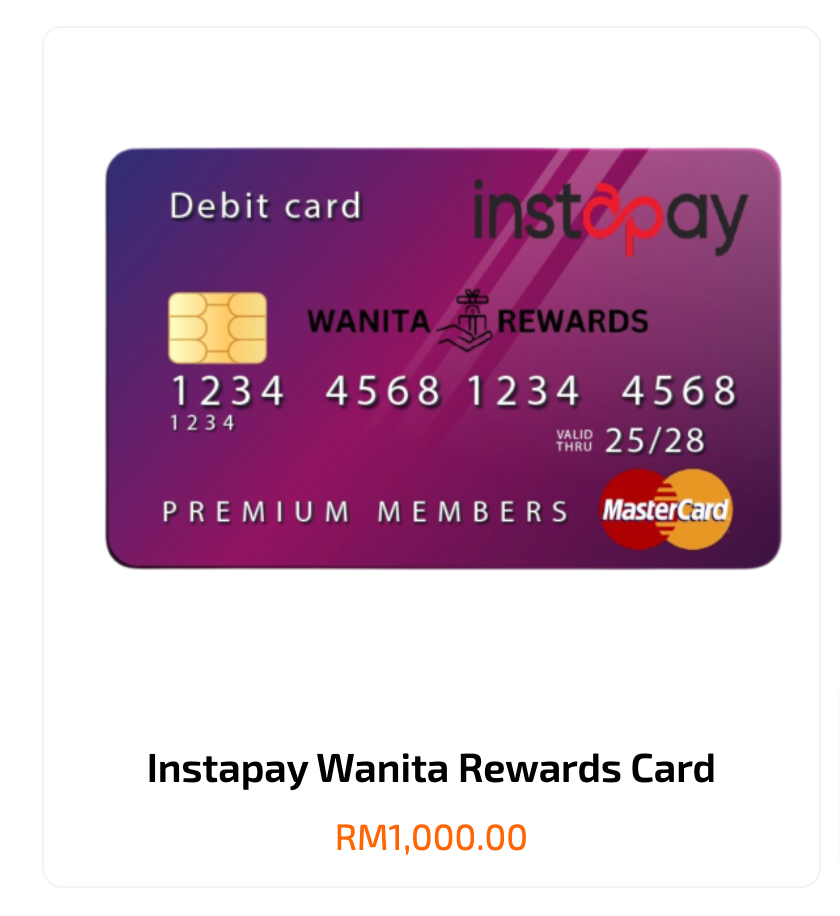 Debit card
instapay
WANITA REWARDS
1234 4568 1234 4568
1234
VALID
THRU 25/28
PREMIUM MEMBERS
MasterCard
Instapay Wanita Rewards Card
RM1,000.00